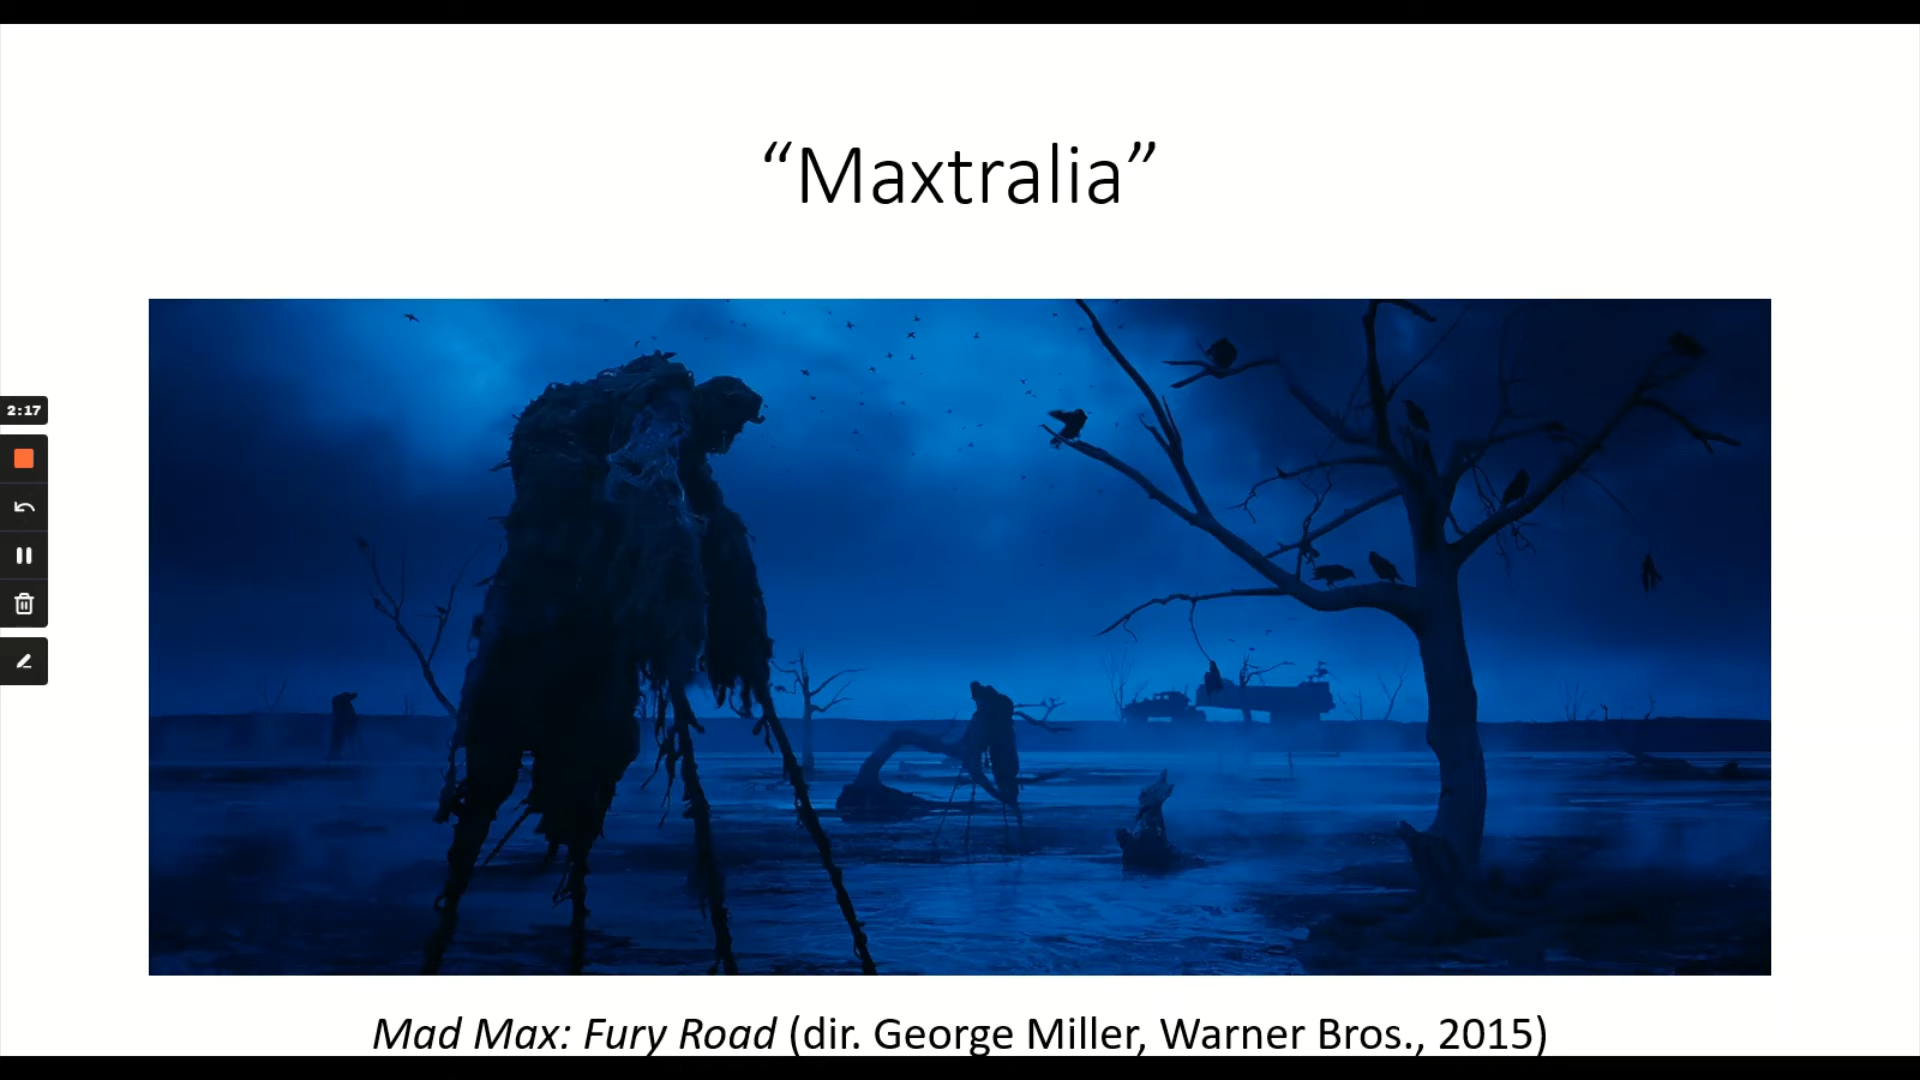 “Maxtralia”
2:17
Mad Max: Fury Road (dir. George Miller, Warner Bros., 2015)